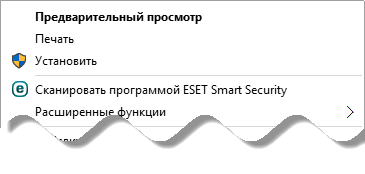 Предварительный просмотр
Печать
Установить
Сканировать программой ESET Smart Security
Расширенные функции